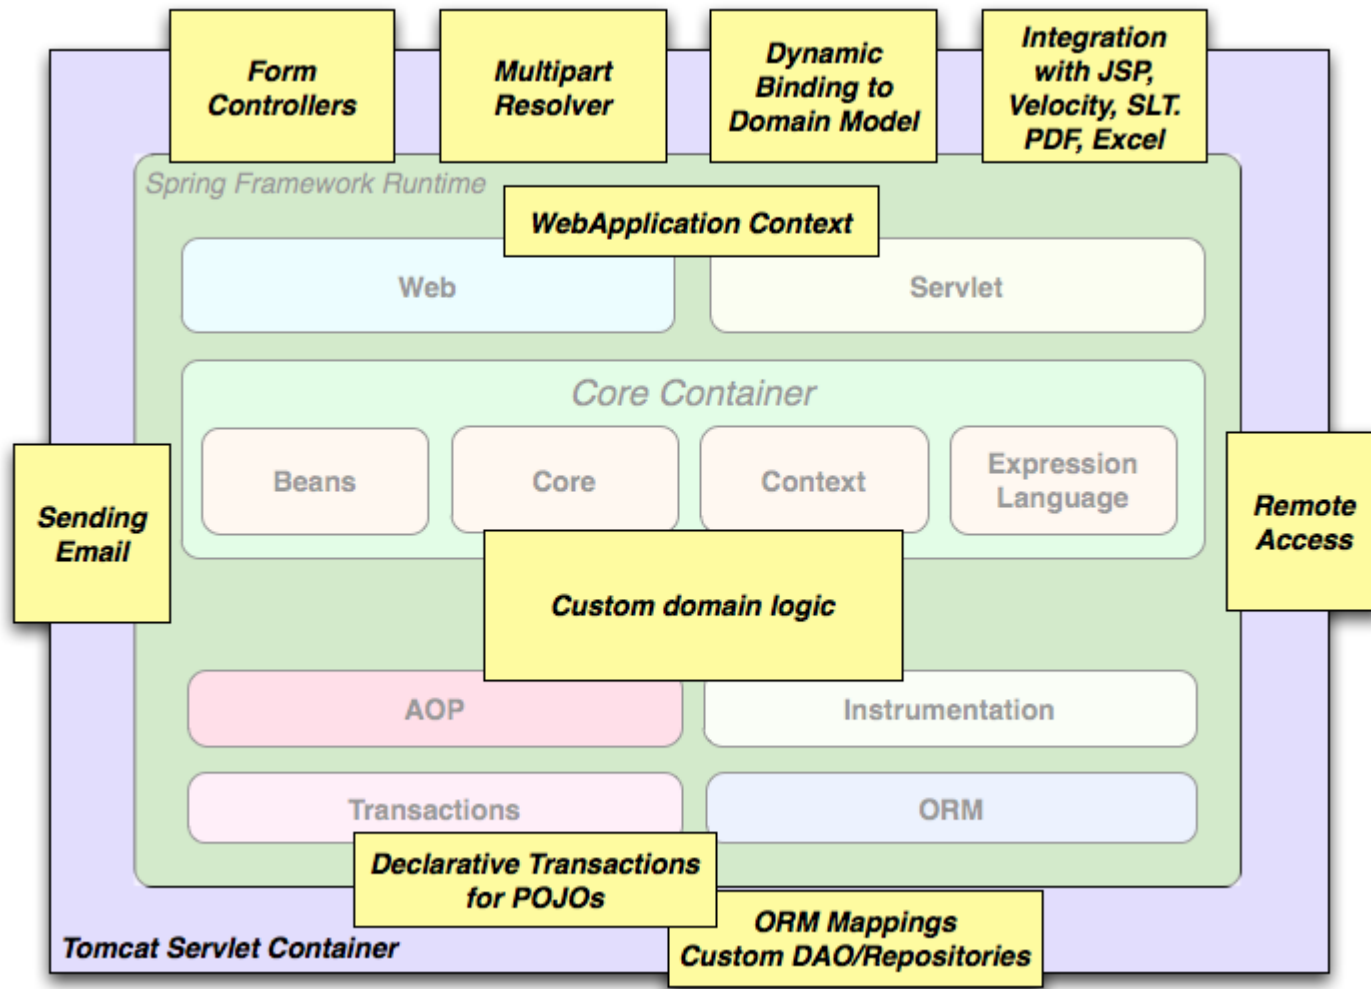 Form
Controllers
Multipart
Resolver
Dynamic
Binding to
Domain Model
Integration
with JSP,
Velocity, SLT.
PDF, Excel
Spring Framework Runtime
WebApplication Context
Web
Servlet
Core Container
Beans
Core
Context
Expression
Language
Sending
Email
Remote
Access
Custom domain logic
AOP
Instrumentation
Transactions
ORM
Declarative Transactions
for POJOs
ORM Mappings
Custom DAO/Repositories
Tomcat Servlet Container